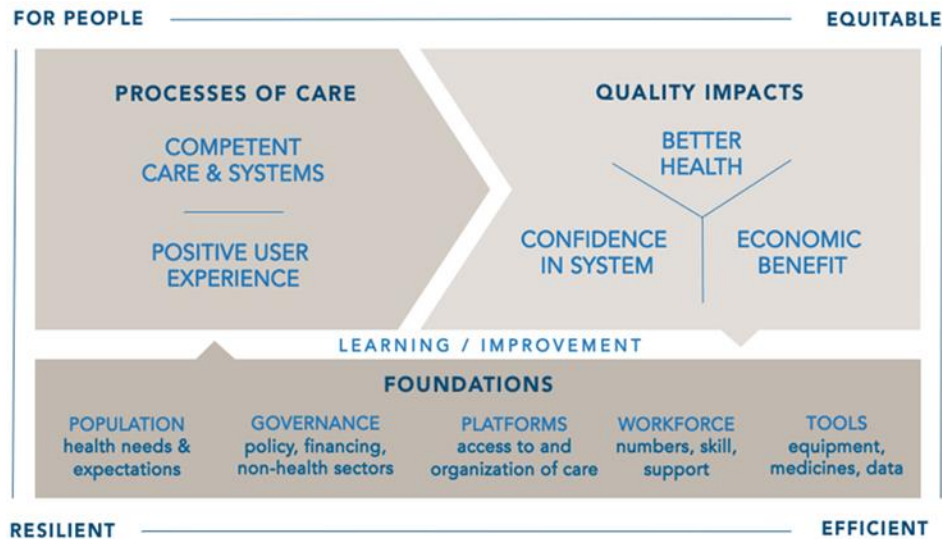 FOR PEOPLE
EQUITABLE
PROCESSES OF CARE
COMPETENT
CARE & SYSTEMS
POSITIVE USER
EXPERIENCE
QUALITY IMPACTS
BETTER
HEALTH
CONFIDENCE
IN SYSTEM
ECONOMIC
BENEFIT
LEARNING / IMPROVEMENT
FOUNDATIONS
POPULATION
health needs &
expectations
GOVERNANCE
policy, financing,
non-health sectors
PLATFORMS
access to and
organization of care
WORKFORCE
numbers, skill,
support
TOOLS
equipment,
medicines, data
RESILIENT
EFFICIENT